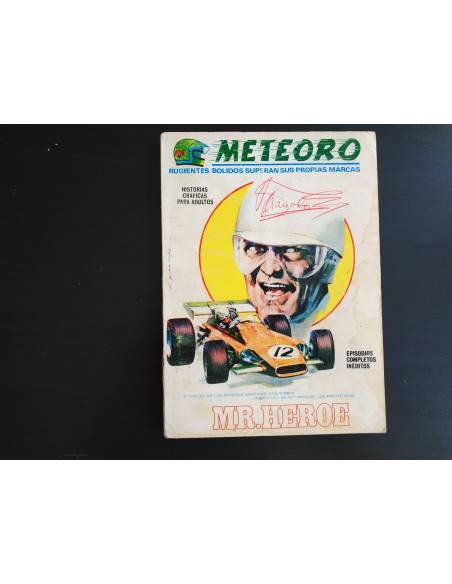 METEORO
RUGIENTES BOLIDOS SUPERAN SUS PROPIAS MARCAS
HISTORIAS
GRAFICAS
PARA ADULTOS
12
EPISODIOS
COMPLETOS
INEDITOS
MR. HEROE